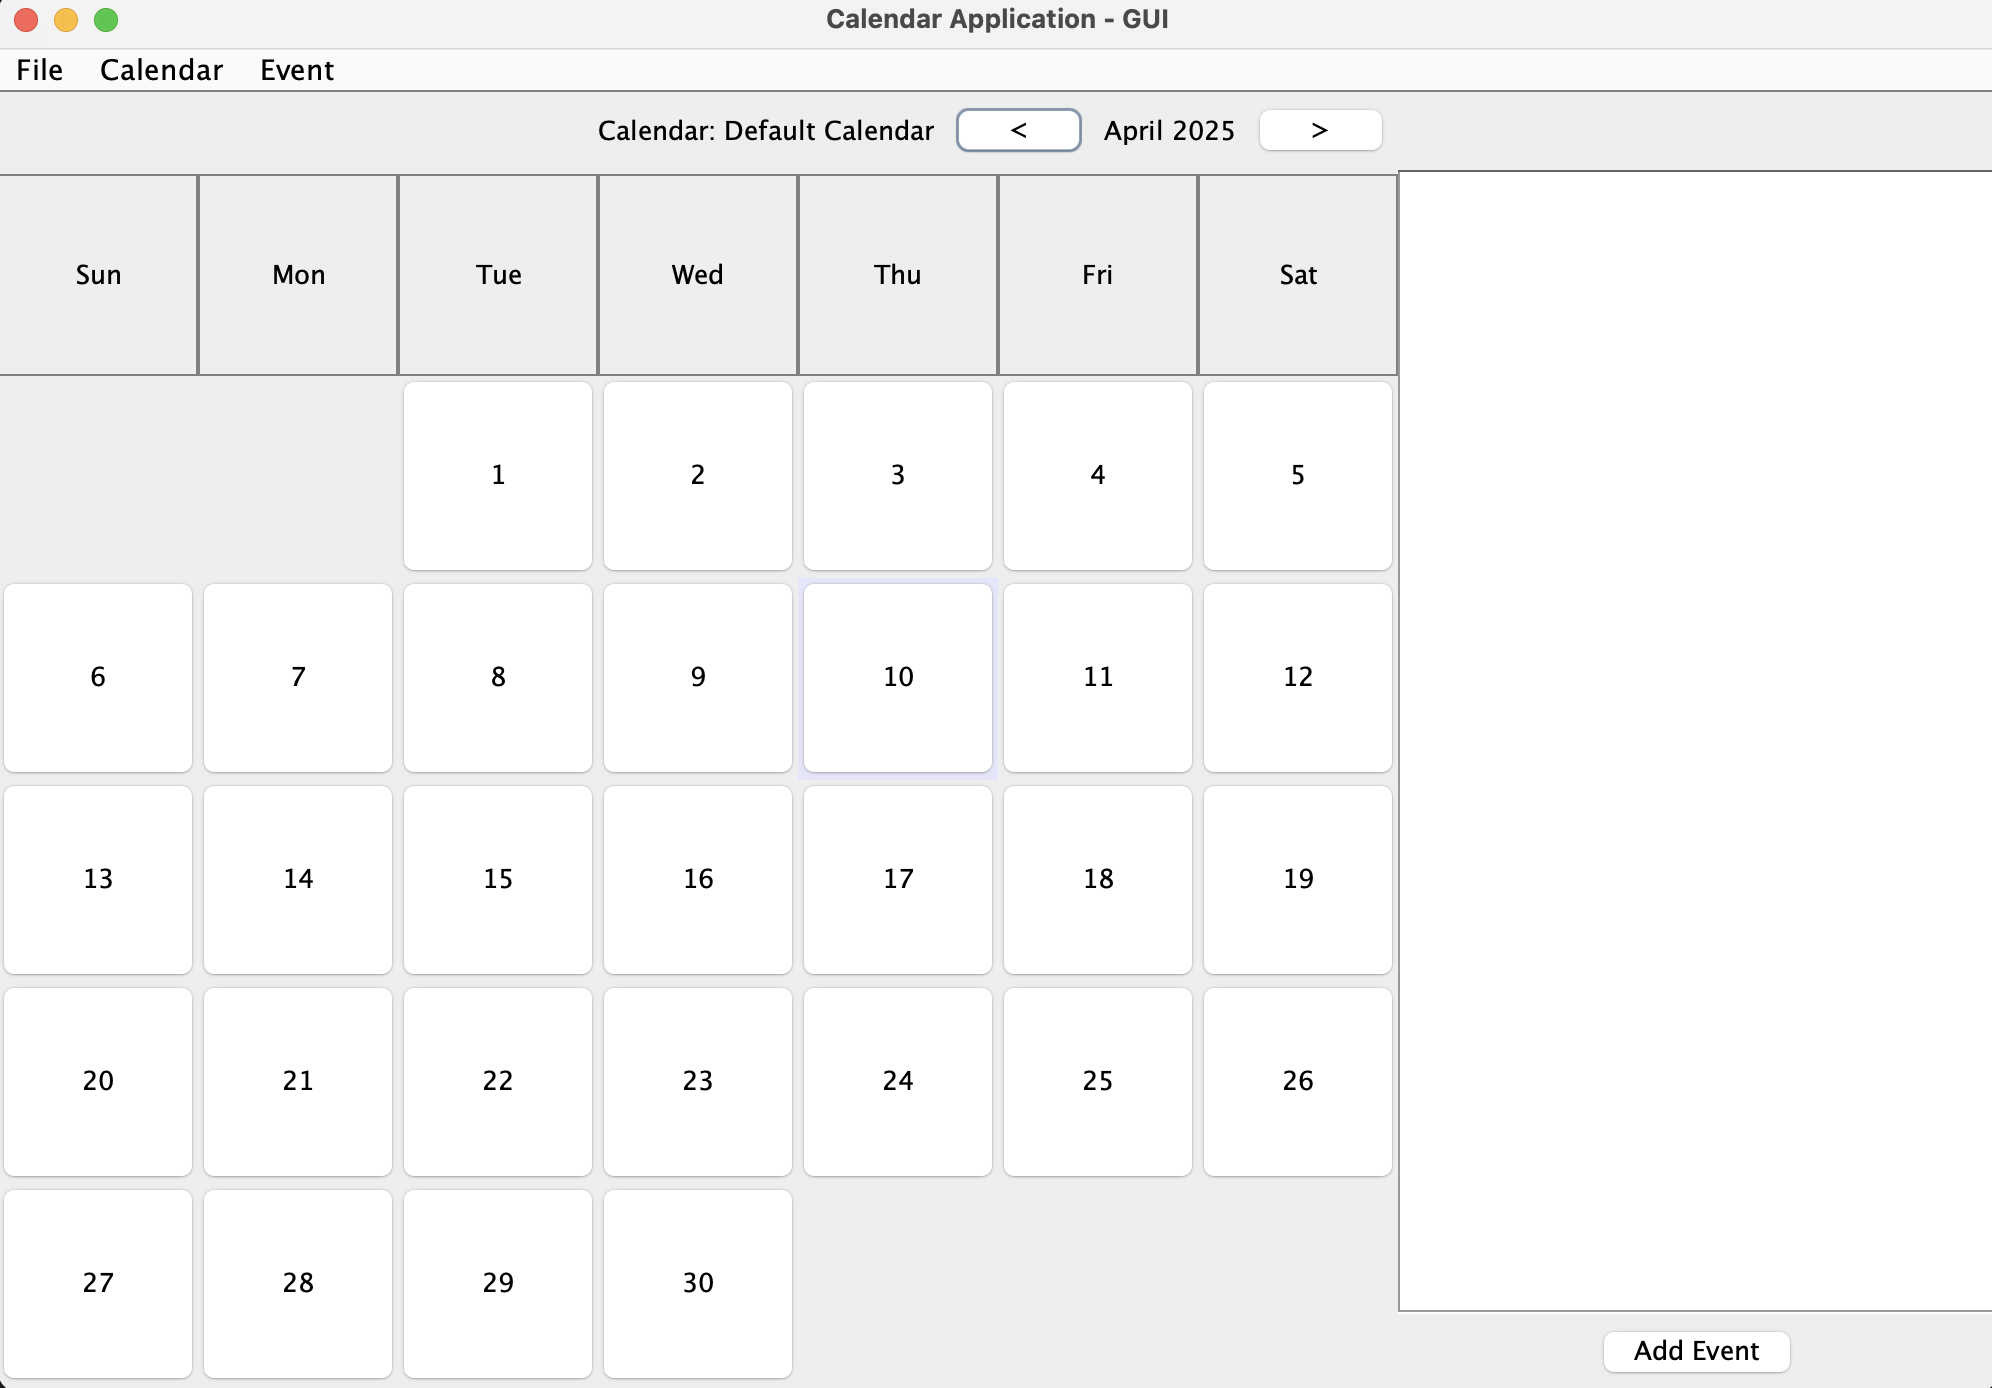 Calendar Application - GUI
File Calendar Event
Calendar: Default Calendar < April 2025 >
Sun Mon Tue Wed Thu Fri Sat
1 2 3 4 5
6 7 8 9 10 11 12
13 14 15 16 17 18 19
20 21 22 23 24 25 26
27 28 29 30
Add Event